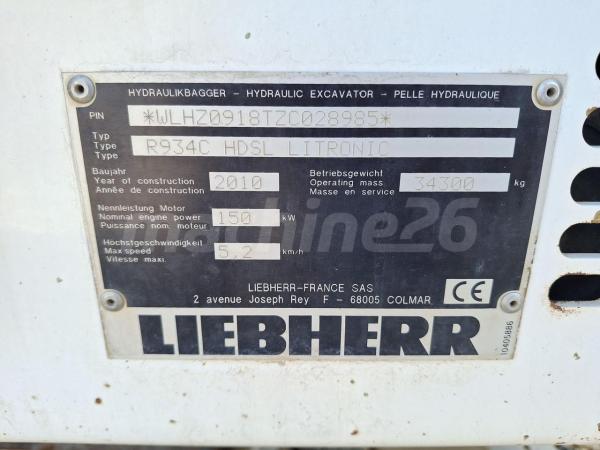 HYDRAULIKBAGGER - HYDRAULIC EXCAVATOR - PELLE HYDRAULIQUE
PIN *WLHZ0918TZC028985*
Typ
Type R934C HDSL LITRONIC
Type
Baujahr
Year of construction 2010
Année de construction
Betriebsgewicht
Operating mass 34300 kg
Masse en service
Nennleistung Motor
Nominal engine power 150 kW
Puissance nom. moteur
Höchstgeschwindigkeit
Max speed 5,2 km/h
Vitesse maxi.
LIEBHERR-FRANCE SAS
2 avenue Joseph Rey F - 68005 COLMAR
CE
LIEBHERR
10405886